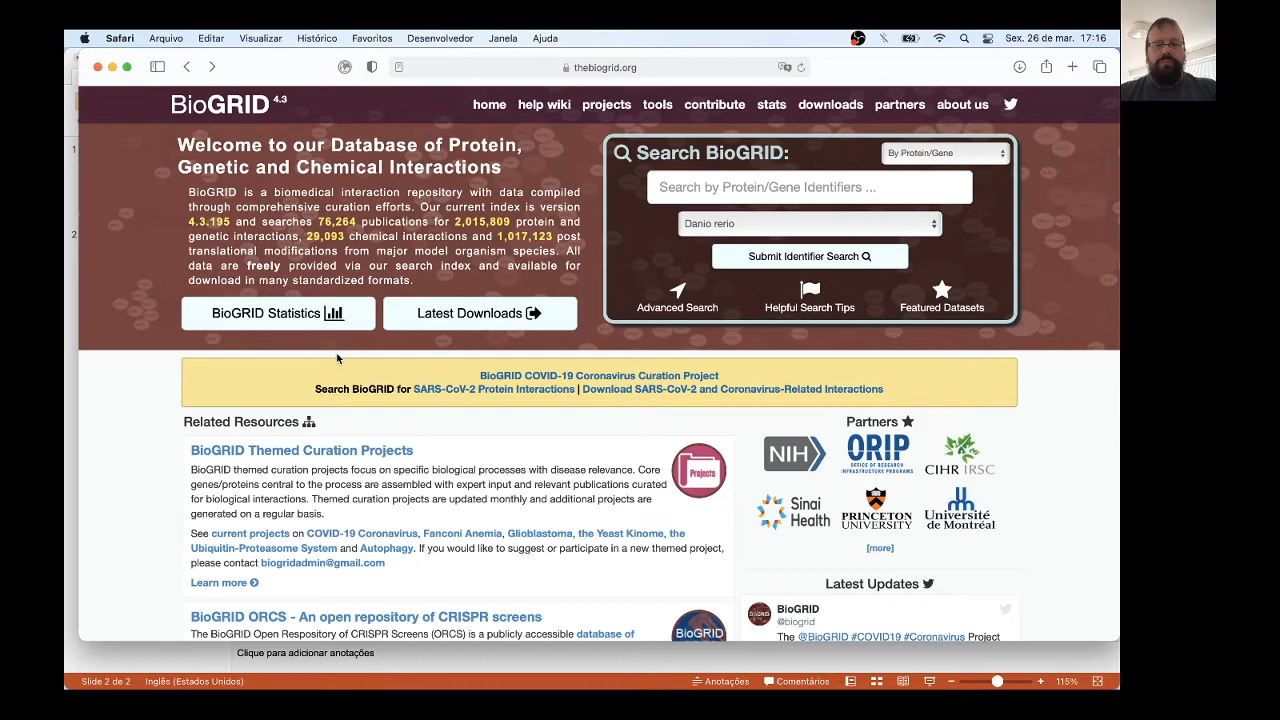 Safari Arquivo Editar Visualizar Histórico Favoritos Desenvolvedor Janela Ajuda Sex. 26 de mar. 17:16
thebiogrid.org
BioGRID 4.3
home help wiki projects tools contribute stats downloads partners about us
Welcome to our Database of Protein,
Genetic and Chemical Interactions
BioGRID is a biomedical interaction repository with data compiled
through comprehensive curation efforts. Our current index is version
4.3.195 and searches 76,264 publications for 2,015,809 protein and
genetic interactions, 29,093 chemical interactions and 1,017,123 post
translational modifications from major model organism species. All
data are freely provided via our search index and available for
download in many standardized formats.
BioGRID Statistics
Latest Downloads
Search BioGRID:
By Protein/Gene
Search by Protein/Gene Identifiers ...
Danio rerio
Submit Identifier Search
Advanced Search
Helpful Search Tips
Featured Datasets
BioGRID COVID-19 Coronavirus Curation Project
Search BioGRID for SARS-CoV-2 Protein Interactions | Download SARS-CoV-2 and Coronavirus-Related Interactions
Related Resources
BioGRID Themed Curation Projects
BioGRID themed curation projects focus on specific biological processes with disease relevance. Core
genes/proteins central to the process are assembled with expert input and relevant publications curated
for biological interactions. Themed curation projects are updated monthly and additional projects are
generated on a regular basis.
See current projects on COVID-19 Coronavirus, Fanconi Anemia, Glioblastoma, the Yeast Kinome, the
Ubiquitin-Proteasome System and Autophagy. If you would like to suggest or participate in a new themed project,
please contact biogridadmin@gmail.com
Learn more
Projects
BioGRID ORCS - An open repository of CRISPR screens
The BioGRID Open Respository of CRISPR Screens (ORCS) is a publicly accessible database of
BioGRID
Partners
NIH
ORIP
OFFICE OF RESEARCH
INFRASTRUCTURE PROGRAMS
CIHR IRSC
Sinai
Health
PRINCETON
UNIVERSITY
Université
de Montréal
[more]
Latest Updates
BioGRID
@biogrid
The @BioGRID #COVID19 #Coronavirus Project
1
2
Clique para adicionar anotações
Slide 2 de 2 Inglês (Estados Unidos) Anotações Comentários 115%